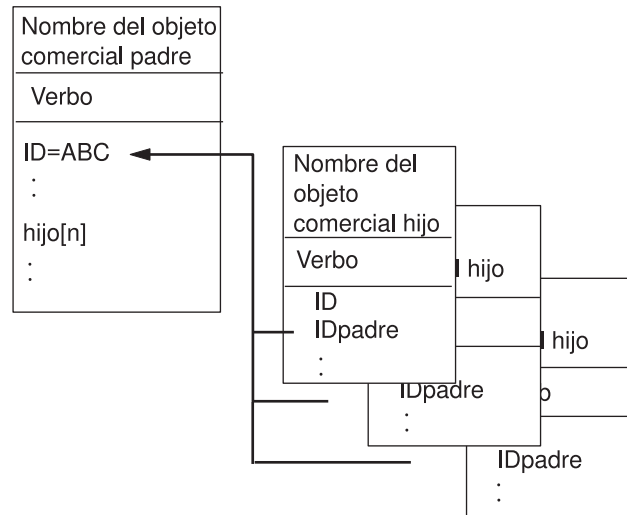 Nombre del objeto
comercial padre
Verbo
ID=ABC
:
hijo[n]
:
Nombre del
objeto
comercial hijo
Verbo
ID
IDpadre
:
l hijo
IDpadre
:
l hijo
o
IDpadre
: